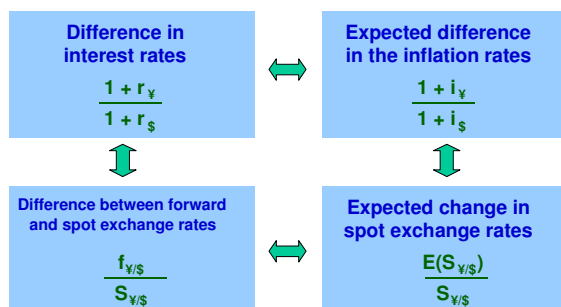 Difference in
interest rates
1 + r ¥
1 + r $
Expected difference
in the inflation rates
1 + i ¥
1 + i $
Difference between forward
and spot exchange rates
f¥/$
S¥/$
Expected change in
spot exchange rates
E(S¥/$)
S¥/$